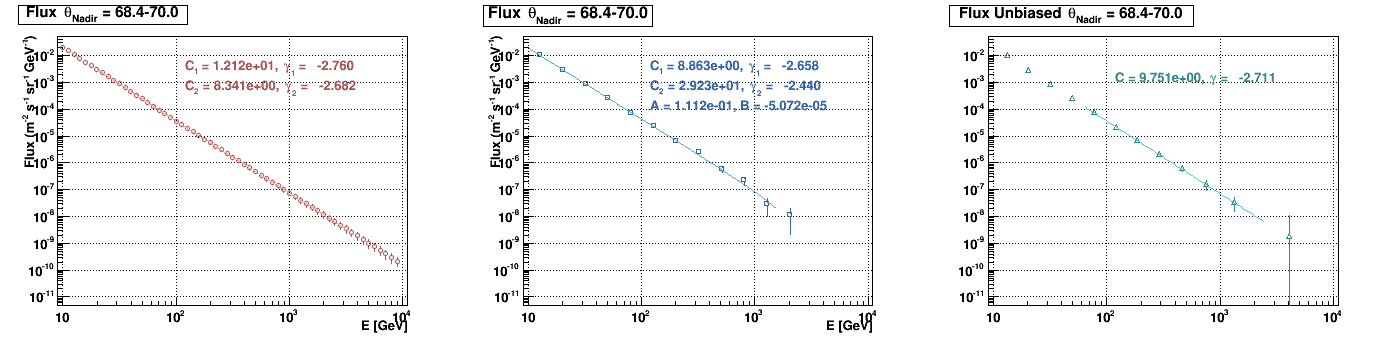 Flux θNadir = 68.4-70.0
Flux (m-2 s-1 sr-1 GeV-1)
C1 = 1.212e+01, γ1 = -2.760
C2 = 8.341e+00, γ2 = -2.682
10-2
10-3
10-4
10-5
10-6
10-7
10-8
10-9
10-10
10-11
10 102 103 104
E [GeV]
Flux θNadir = 68.4-70.0
Flux (m-2 s-1 sr-1 GeV-1)
C1 = 8.863e+00, γ1 = -2.658
C2 = 2.923e+01, γ2 = -2.440
A = 1.112e-01, B = -5.072e-05
10-2
10-3
10-4
10-5
10-6
10-7
10-8
10-9
10-10
10-11
10 102 103 104
E [GeV]
Flux Unbiased θNadir = 68.4-70.0
C = 9.751e+00, γ = -2.711
10-2
10-3
10-4
10-5
10-6
10-7
10-8
10-9
10-10
10-11
10 102 103 104